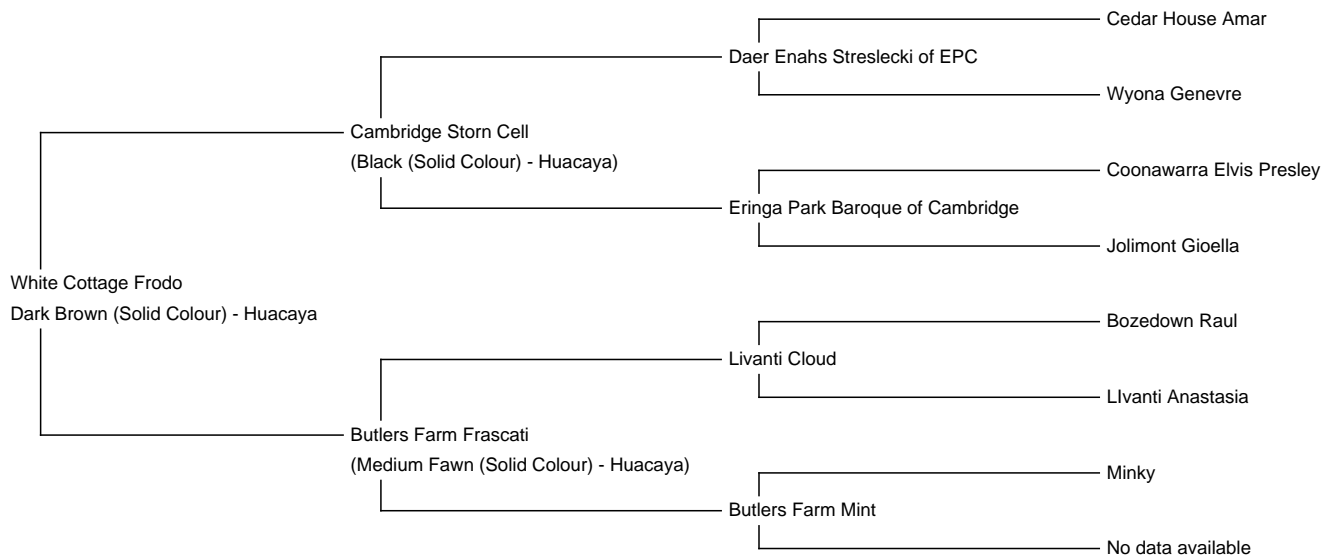 Cedar House Amar
Daer Enahs Streslecki of EPC
Wyona Genevre
Cambridge Storn Cell
(Black (Solid Colour) - Huacaya)
Coonawarra Elvis Presley
Eringa Park Baroque of Cambridge
Jolimont Gioella
White Cottage Frodo
Dark Brown (Solid Colour) - Huacaya
Bozedown Raul
Livanti Cloud
LIvanti Anastasia
Butlers Farm Frascati
(Medium Fawn (Solid Colour) - Huacaya)
Minky
Butlers Farm Mint
No data available